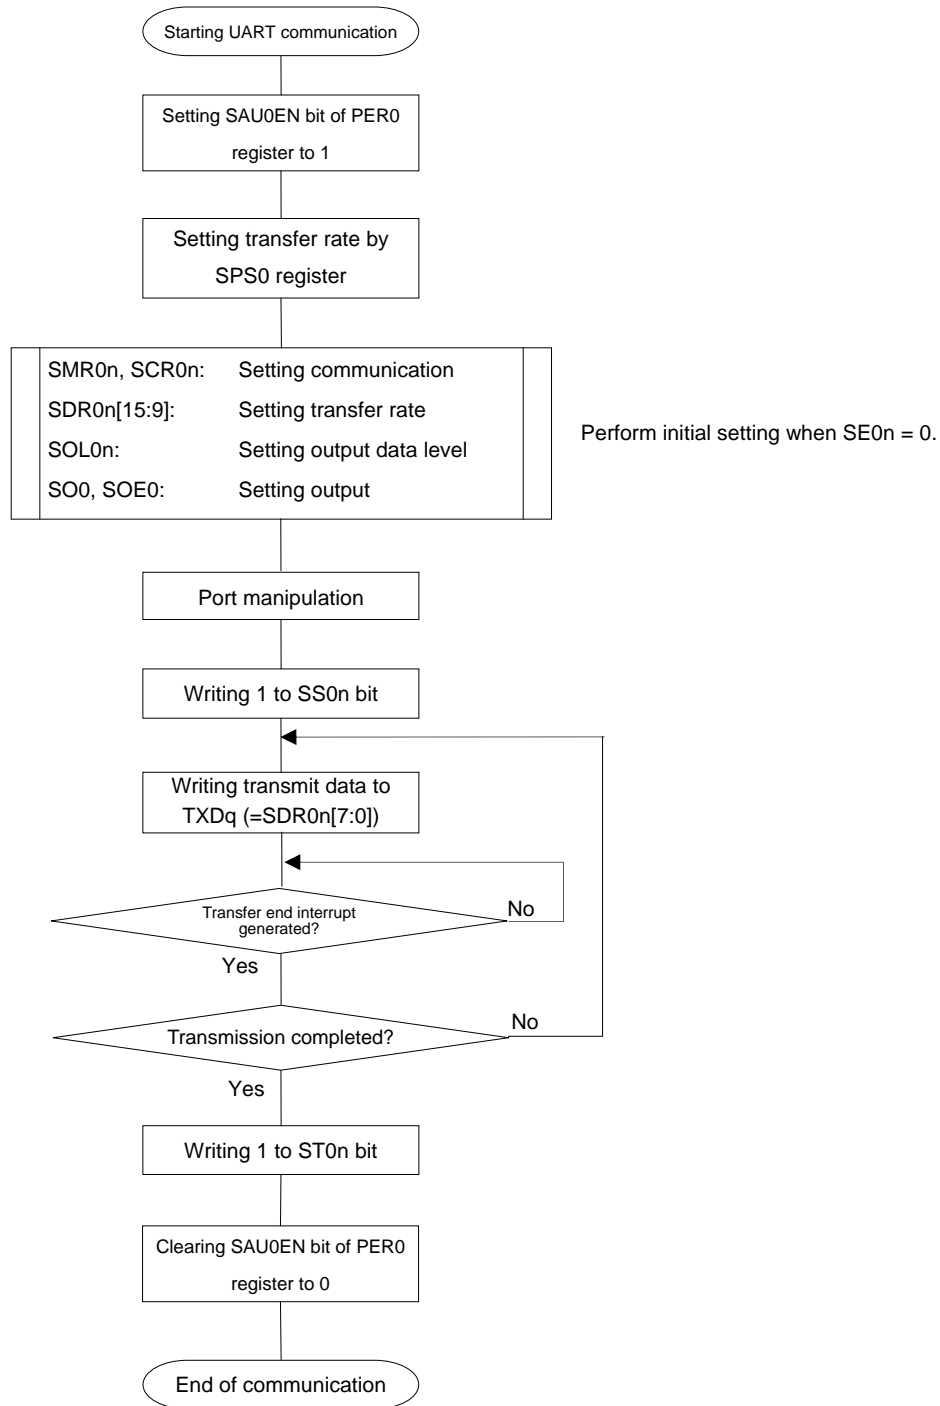 Starting UART communication
Setting SAU0EN bit of PER0
register to 1
Setting transfer rate by
SPS0 register
SMR0n, SCR0n: Setting communication
SDR0n[15:9]: Setting transfer rate
SOL0n: Setting output data level
SO0, SOE0: Setting output
Perform initial setting when SE0n = 0.
Port manipulation
Writing 1 to SS0n bit
Writing transmit data to
TXDq (=SDR0n[7:0])
Transfer end interrupt
generated?
No
Yes
Transmission completed?
No
Yes
Writing 1 to ST0n bit
Clearing SAU0EN bit of PER0
register to 0
End of communication